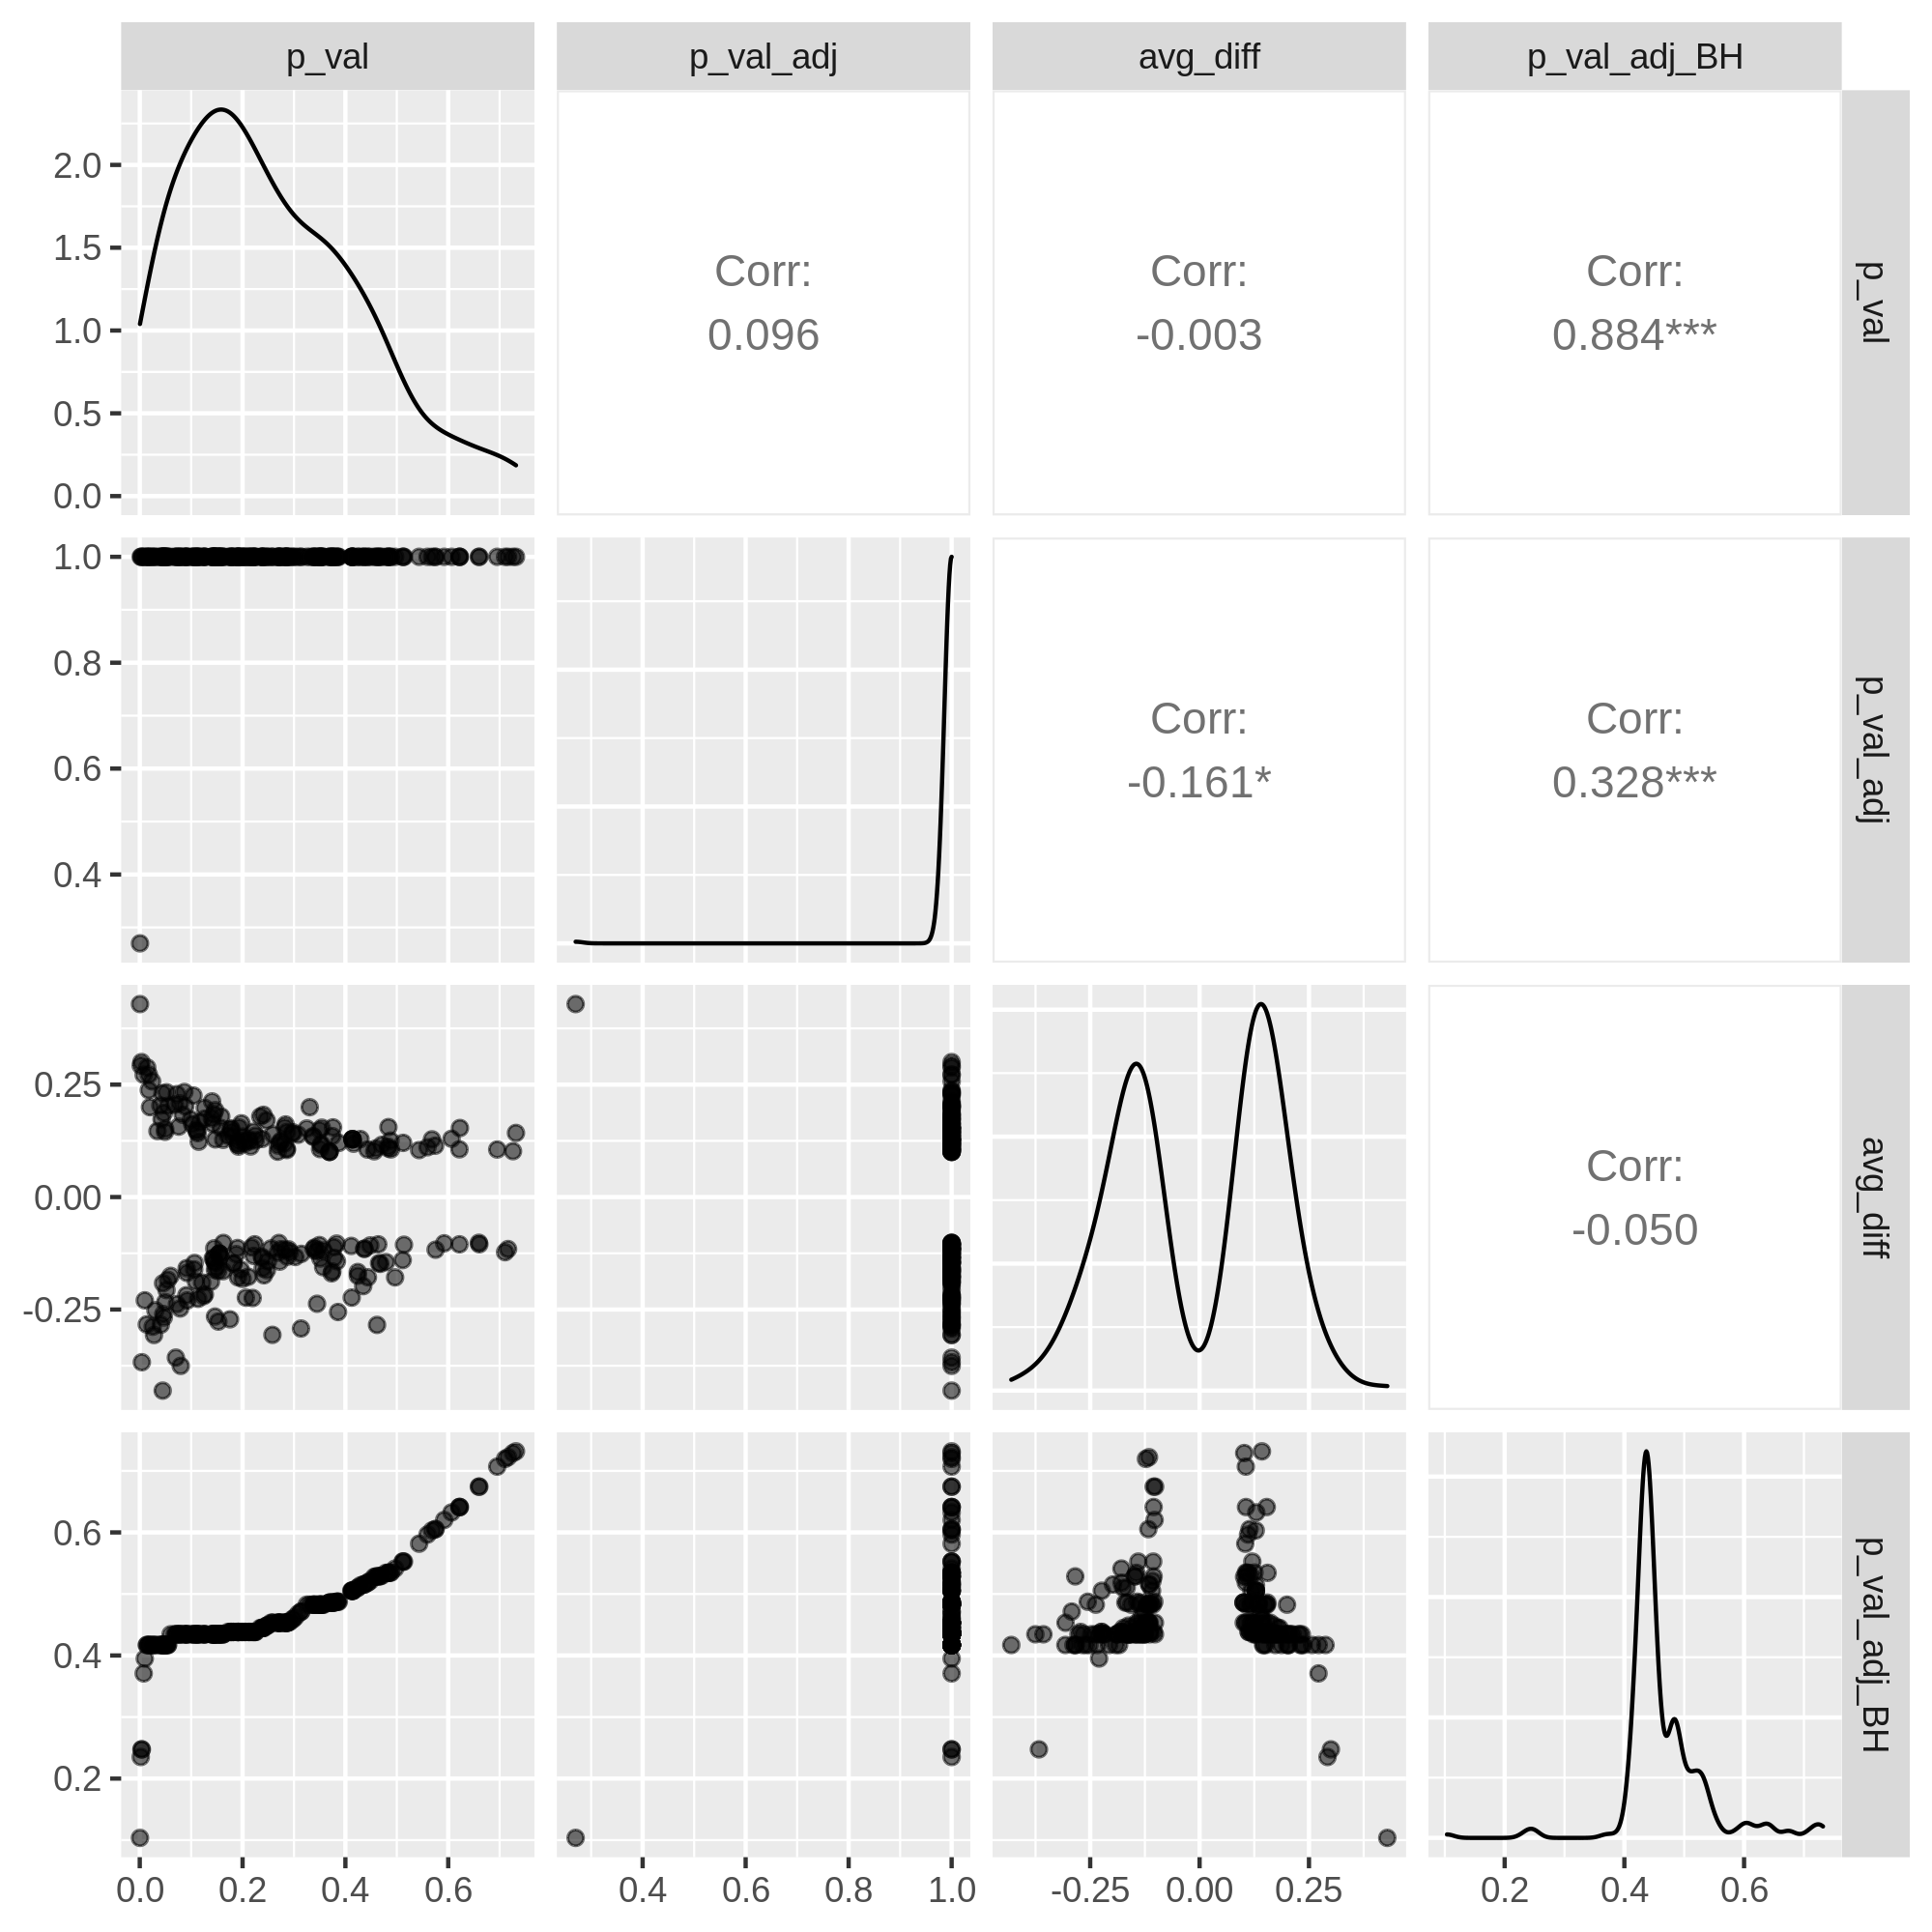 p_val p_val_adj avg_diff p_val_adj_BH
2.0
1.5
1.0
0.5
0.0
Corr:
0.096
Corr:
-0.003
Corr:
0.884***
p_val
1.0
0.8
0.6
0.4
Corr:
-0.161*
Corr:
0.328***
p_val_adj
0.25
0.00
-0.25
Corr:
-0.050
avg_diff
0.6
0.4
0.2
p_val_adj_BH
0.0 0.2 0.4 0.6 0.4 0.6 0.8 1.0 -0.25 0.00 0.25 0.2 0.4 0.6